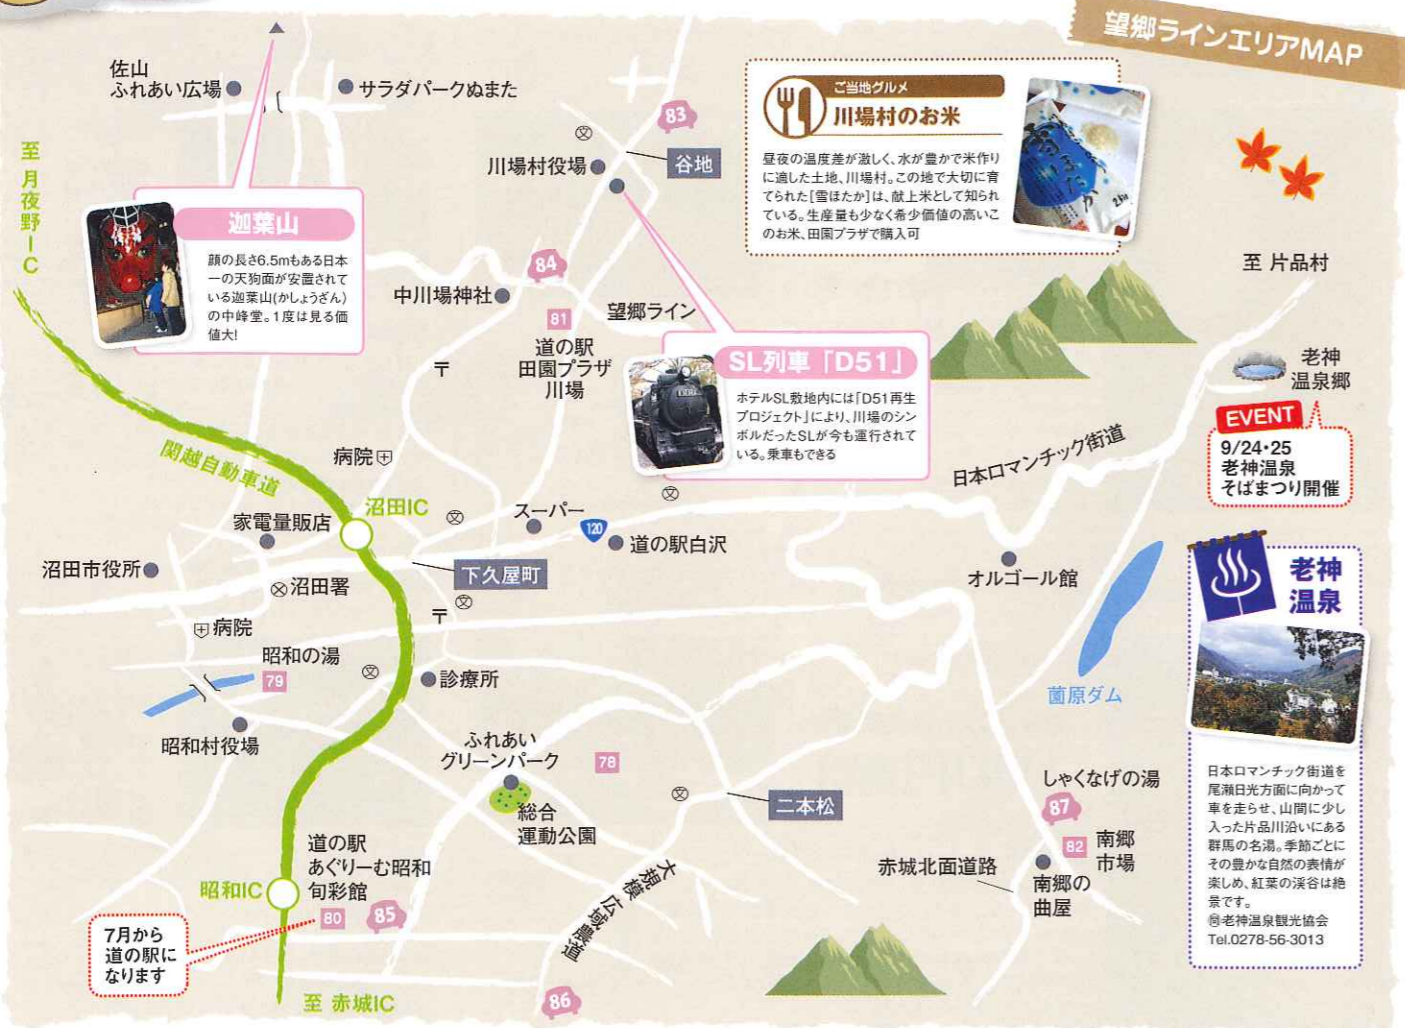 望郷ラインエリアMAP
佐山
ふれあい広場
サラダパークぬまた
至 月夜野IC
83
川場村役場
谷地
ご当地グルメ
川場村のお米
昼夜の温度差が激しく、水が豊かで米作り
に適した土地、川場村。この地で大切に育
てられた[雪ほたか]は、献上米として知られ
ている。生産量も少なく希少価値の高いこ
のお米、田園プラザで購入可
迦葉山
顔の長さ6.5mもある日本
一の天狗面が安置されて
いる迦葉山(かしょうざん)
の中峰堂。1度は見る価
値大!
84
中川場神社
81
道の駅
田園プラザ
川場
望郷ライン
SL列車「D51」
ホテルSL敷地内には「D51再生
プロジェクト」により、川場のシン
ボルだったSLが今も運行されて
いる。乗車もできる
至 片品村
老神
温泉郷
EVENT
9/24・25
老神温泉
そばまつり開催
関越自動車道
病院
沼田IC
家電量販店
スーパー
120
道の駅白沢
日本ロマンチック街道
オルゴール館
沼田市役所
沼田署
下久屋町
病院
昭和の湯
79
診療所
昭和村役場
ふれあい
グリーンパーク
78
総合
運動公園
二本松
薗原ダム
しゃくなげの湯
87
82
南郷
市場
赤城北面道路
南郷の
曲屋
道の駅
あぐりーむ昭和
旬彩館
昭和IC
80
85
7月から
道の駅に
なります
大規模広域農道
至 赤城IC
86
老神
温泉
日本ロマンチック街道を
尾瀬日光方面に向かって
車を走らせ、山間に少し
入った片品川沿いにある
群馬の名湯。季節ごとに
その豊かな自然の表情が
楽しめ、紅葉の渓谷は絶
景です。
㉄老神温泉観光協会
Tel.0278-56-3013